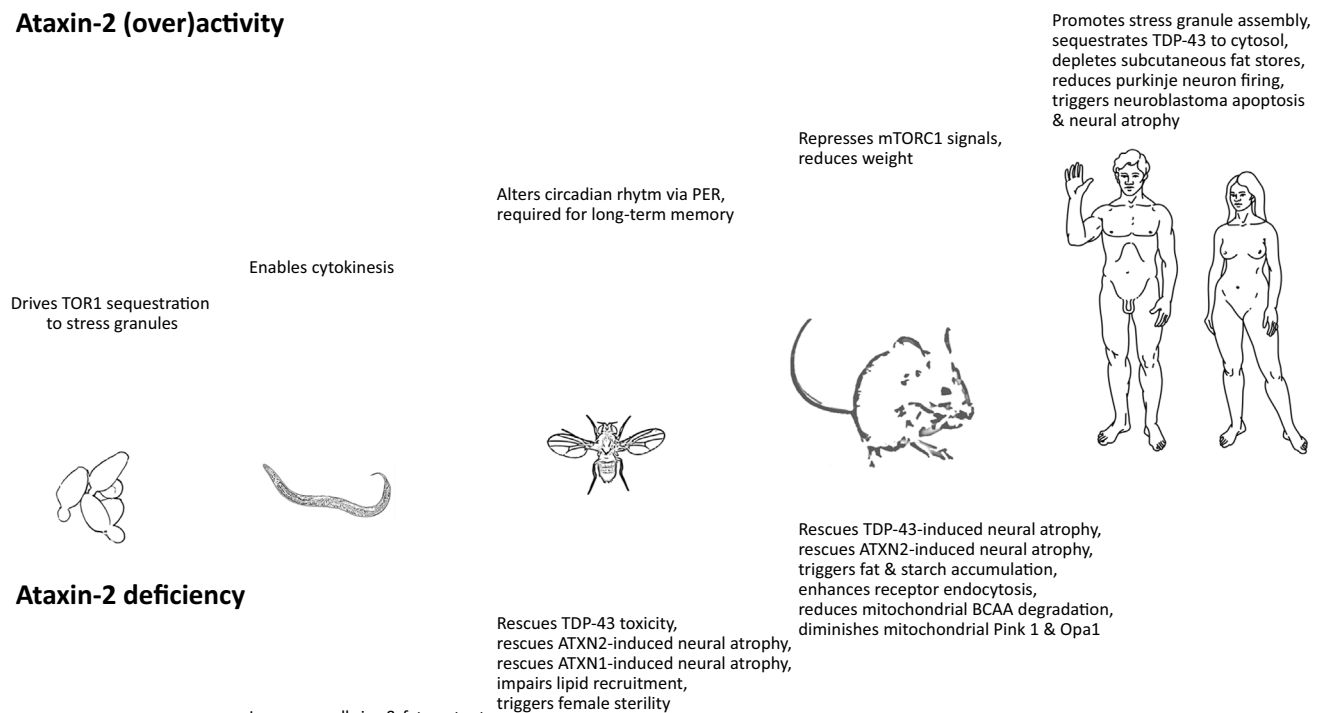 Ataxin-2 (over)activity
Promotes stress granule assembly,
sequestrates TDP-43 to cytosol,
depletes subcutaneous fat stores,
reduces purkinje neuron firing,
triggers neuroblastoma apoptosis
& neural atrophy
Represses mTORC1 signals,
reduces weight
Alters circadian rhytm via PER,
required for long-term memory
Enables cytokinesis
Drives TOR1 sequestration
to stress granules
Ataxin-2 deficiency
Rescues TDP-43-induced neural atrophy,
rescues ATXN2-induced neural atrophy,
triggers fat & starch accumulation,
enhances receptor endocytosis,
reduces mitochondrial BCAA degradation,
diminishes mitochondrial Pink 1 & Opa1
Rescues TDP-43 toxicity,
rescues ATXN2-induced neural atrophy,
rescues ATXN1-induced neural atrophy,
impairs lipid recruitment,
triggers female sterility